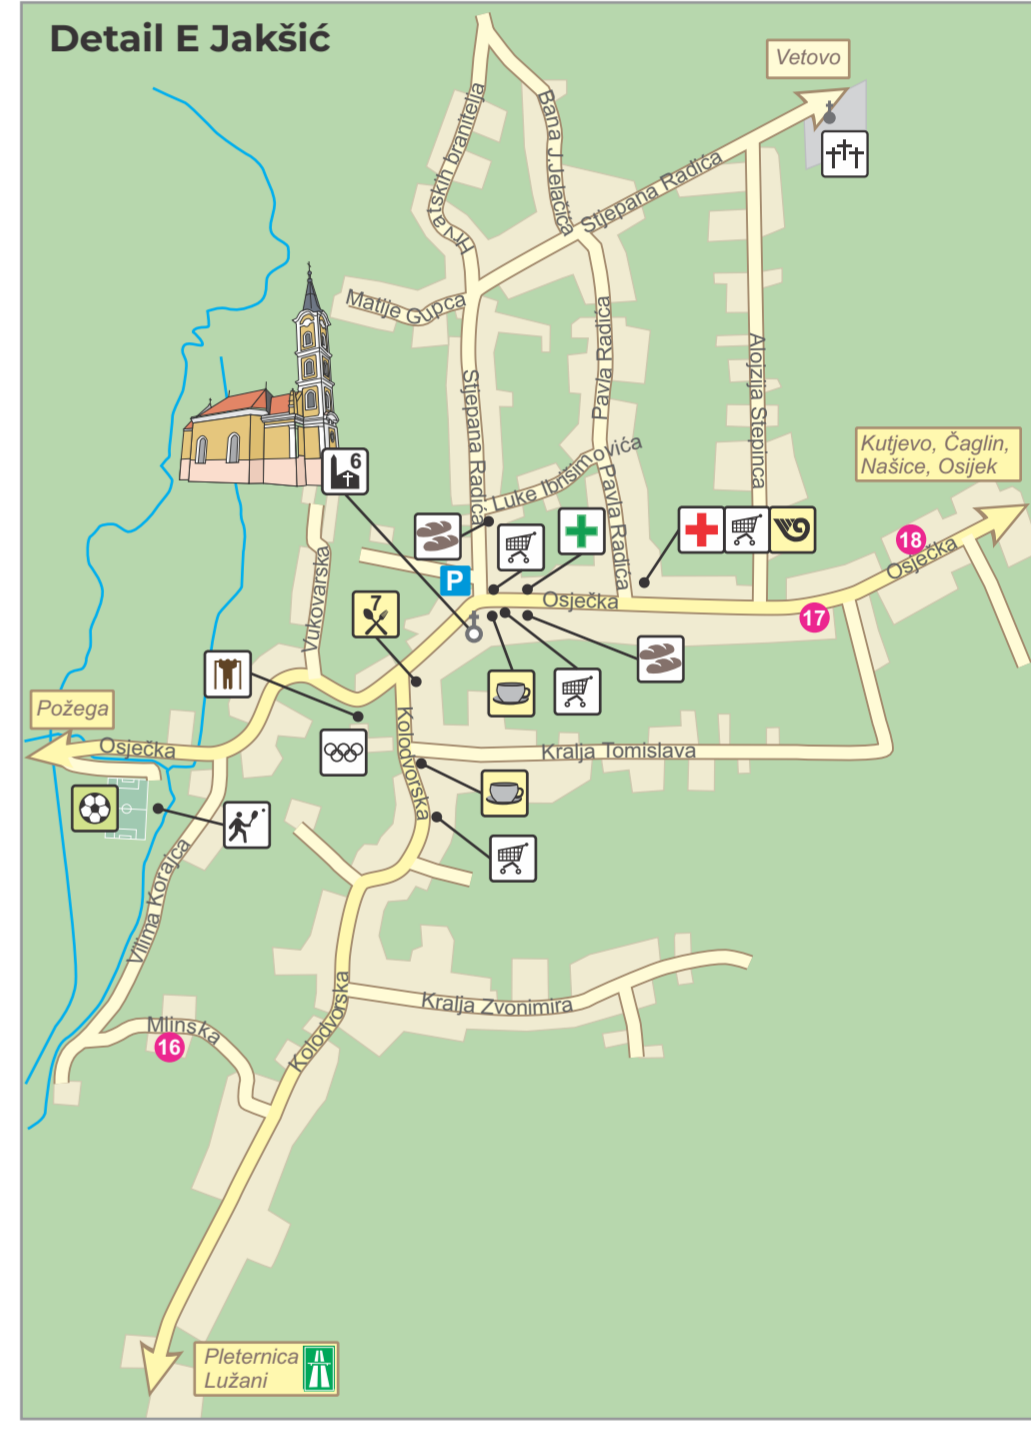 Detail E Jakšić
Vetovo
Hrvatskih branitelja
Bana J.Jelačića
Stjepana Radića
Matije Gupca
Stjepana Radića
Pavla Radića
Alojzija Stepinca
Kutjevo, Čaglin,
Našice, Osijek
Luke Ibrišimovića
Pavla Radića
6
P
18
Osječka
Osječka
17
Vukovarska
7
Požega
Osječka
Kolodvorska
Kralja Tomislava
Vilima Korajca
Kolodvorska
Kralja Zvonimira
Mlinska
16
Pleternica
Lužani